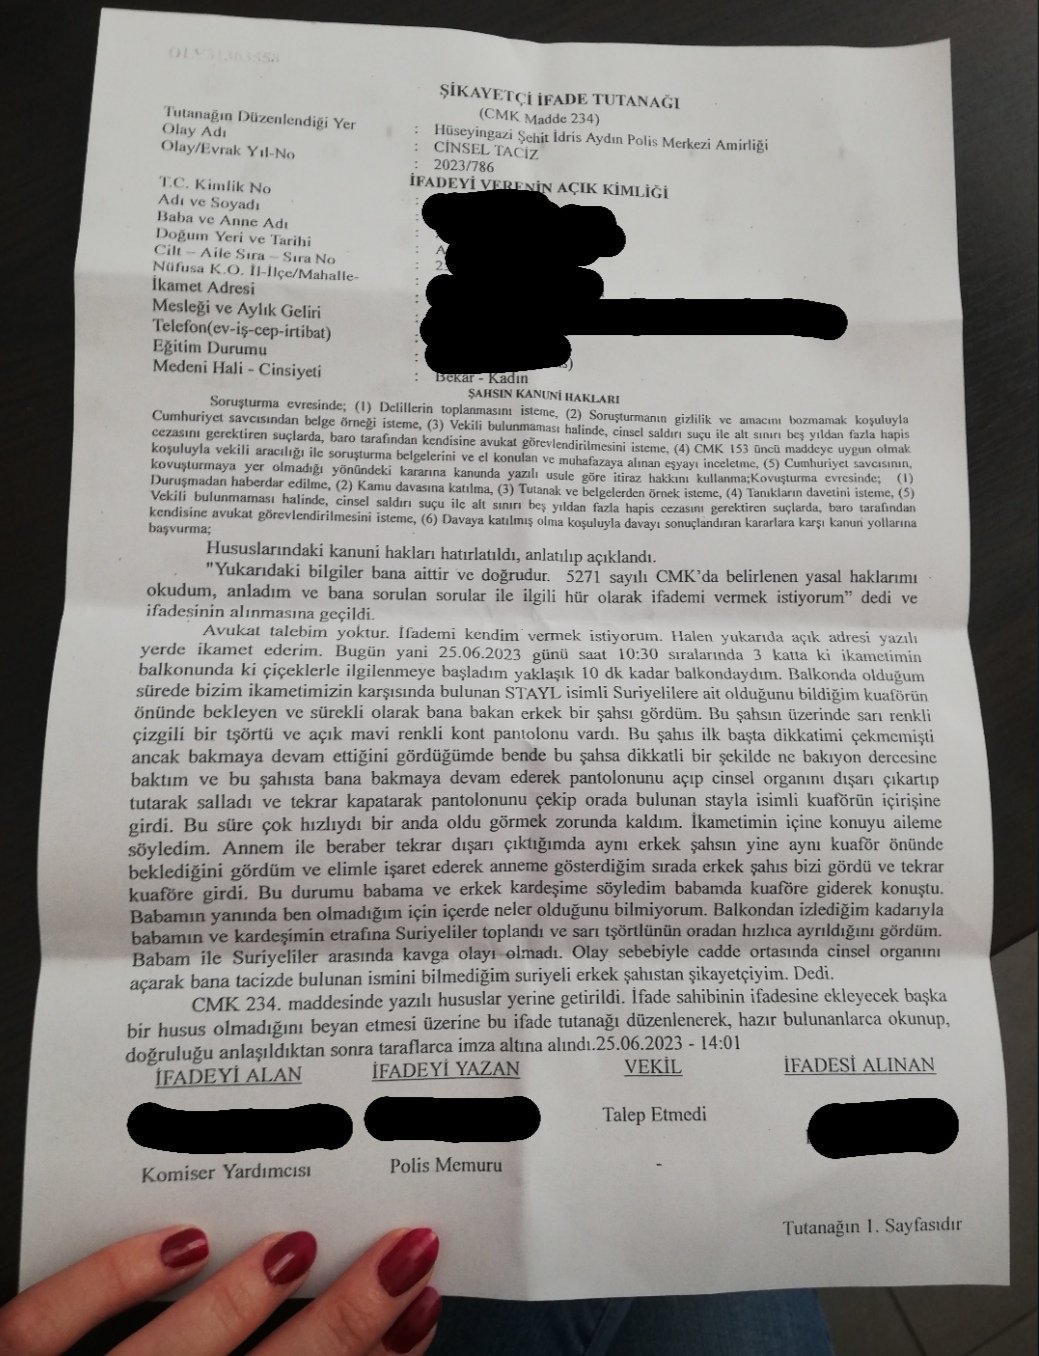 ŞİKAYETÇİ İFADE TUTANAĞI
(CMK Madde 234)
Tutanağın Düzenlendiği Yer : Hüseyingazi Şehit İdris Aydın Polis Merkezi Amirliği
Olay Adı : CİNSEL TACİZ
Olay/Evrak Yıl-No : 2023/786
İFADEYİ VERENİN AÇIK KİMLİĞİ
T.C. Kimlik No :
Adı ve Soyadı :
Baba ve Anne Adı :
Doğum Yeri ve Tarihi : A
Cilt – Aile Sıra – Sıra No : 2
Nüfusa K.O. İl-İlçe/Mahalle- :
İkamet Adresi :
Mesleği ve Aylık Geliri :
Telefon(ev-iş-cep-irtibat) :
Eğitim Durumu :
Medeni Hali - Cinsiyeti : Bekar - Kadın
ŞAHSIN KANUNİ HAKLARI
Soruşturma evresinde; (1) Delillerin toplanmasını isteme, (2) Soruşturmanın gizlilik ve amacını bozmamak koşuluyla
Cumhuriyet savcısından belge örneği isteme, (3) Vekili bulunmaması halinde, cinsel saldırı suçu ile alt sınırı beş yıldan fazla hapis
cezasını gerektiren suçlarda, baro tarafından kendisine avukat görevlendirilmesini isteme, (4) CMK 153 üncü maddeye uygun olmak
koşuluyla vekili aracılığı ile soruşturma belgelerini ve el konulan ve muhafazaya alınan eşyayı inceletme, (5) Cumhuriyet savcısının,
kovuşturmaya yer olmadığı yönündeki kararına kanunda yazılı usule göre itiraz hakkını kullanma;Kovuşturma evresinde; (1)
Duruşmadan haberdar edilme, (2) Kamu davasına katılma, (3) Tutanak ve belgelerden örnek isteme, (4) Tanıkların davetini isteme, (5)
Vekili bulunmaması halinde, cinsel saldırı suçu ile alt sınırı beş yıldan fazla hapis cezasını gerektiren suçlarda, baro tarafından
kendisine avukat görevlendirilmesini isteme, (6) Davaya katılmış olma koşuluyla davayı sonuçlandıran kararlara karşı kanun yollarına
başvurma;
Hususlarındaki kanuni hakları hatırlatıldı, anlatılıp açıklandı.
"Yukarıdaki bilgiler bana aittir ve doğrudur. 5271 sayılı CMK'da belirlenen yasal haklarımı
okudum, anladım ve bana sorulan sorular ile ilgili hür olarak ifademi vermek istiyorum” dedi ve
ifadesinin alınmasına geçildi.
Avukat talebim yoktur. İfademi kendim vermek istiyorum. Halen yukarıda açık adresi yazılı
yerde ikamet ederim. Bugün yani 25.06.2023 günü saat 10:30 sıralarında 3 katta ki ikametimin
balkonunda ki çiçeklerle ilgilenmeye başladım yaklaşık 10 dk kadar balkondaydım. Balkonda olduğum
sürede bizim ikametimizin karşısında bulunan STAYL isimli Suriyelilere ait olduğunu bildiğim kuaförün
önünde bekleyen ve sürekli olarak bana bakan erkek bir şahsı gördüm. Bu şahsın üzerinde sarı renkli
çizgili bir tşörtü ve açık mavi renkli kont pantolonu vardı. Bu şahıs ilk başta dikkatimi çekmemişti
ancak bakmaya devam ettiğini gördüğümde bende bu şahsa dikkatli bir şekilde ne bakıyon dercesine
baktım ve bu şahısta bana bakmaya devam ederek pantolonunu açıp cinsel organını dışarı çıkartıp
tutarak salladı ve tekrar kapatarak pantolonunu çekip orada bulunan stayla isimli kuaförün içirişine
girdi. Bu süre çok hızlıydı bir anda oldu görmek zorunda kaldım. İkametimin içine konuyu aileme
söyledim. Annem ile beraber tekrar dışarı çıktığımda aynı erkek şahsın yine aynı kuaför önünde
beklediğini gördüm ve elimle işaret ederek anneme gösterdiğim sırada erkek şahıs bizi gördü ve tekrar
kuaföre girdi. Bu durumu babama ve erkek kardeşime söyledim babamda kuaföre giderek konuştu.
Babamın yanında ben olmadığım için içerde neler olduğunu bilmiyorum. Balkondan izlediğim kadarıyla
babamın ve kardeşimin etrafına Suriyeliler toplandı ve sarı tşörtlünün oradan hızlıca ayrıldığını gördüm.
Babam ile Suriyeliler arasında kavga olayı olmadı. Olay sebebiyle cadde ortasında cinsel organını
açarak bana tacizde bulunan ismini bilmediğim suriyeli erkek şahıstan şikayetçiyim. Dedi.
CMK 234. maddesinde yazılı hususlar yerine getirildi. İfade sahibinin ifadesine ekleyecek başka
bir husus olmadığını beyan etmesi üzerine bu ifade tutanağı düzenlenerek, hazır bulunanlarca okunup,
doğruluğu anlaşıldıktan sonra taraflarca imza altına alındı.25.06.2023 - 14:01
İFADEYİ ALAN İFADEYİ YAZAN VEKİL İFADESİ ALINAN
Talep Etmedi
Komiser Yardımcısı Polis Memuru -
Tutanağın 1. Sayfasıdır